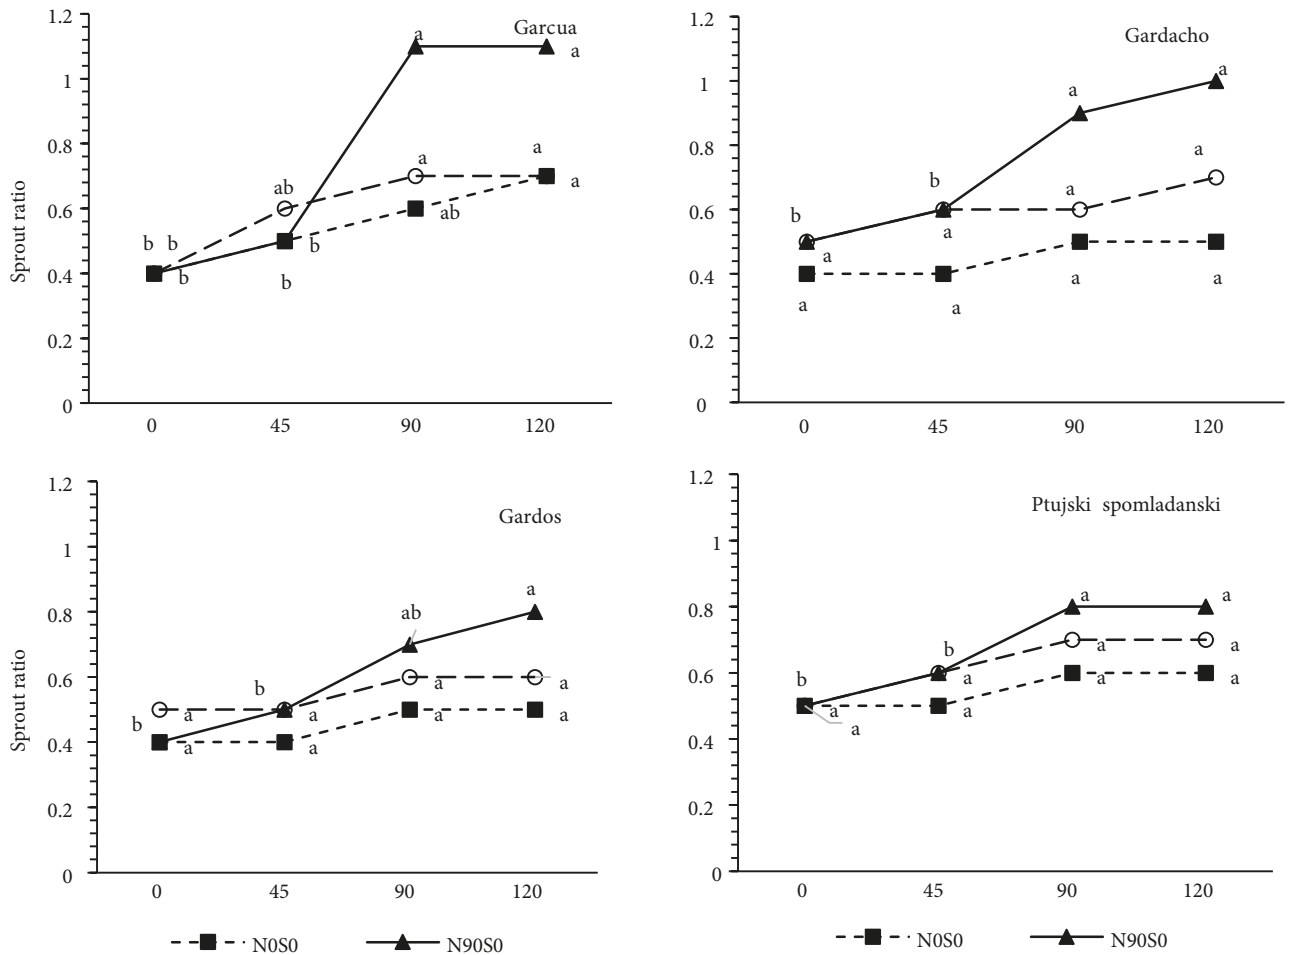 Garcua
Sprout ratio
1.2
1
0.8
0.6
0.4
0.2
0
b b b
ab b b
a a ab
a a a
0 45 90 120
Gardacho
1.2
1
0.8
0.6
0.4
0.2
0
b a a
b a a
a a a
a a a
0 45 90 120
Gardos
Sprout ratio
1.2
1
0.8
0.6
0.4
0.2
0
b a a
b a a
ab a a
a a a
0 45 90 120
N0S0 N90S0
Ptujski spomladanski
1.2
1
0.8
0.6
0.4
0.2
0
b a a
b a a
a a a
a a a
0 45 90 120
N0S0 N90S0